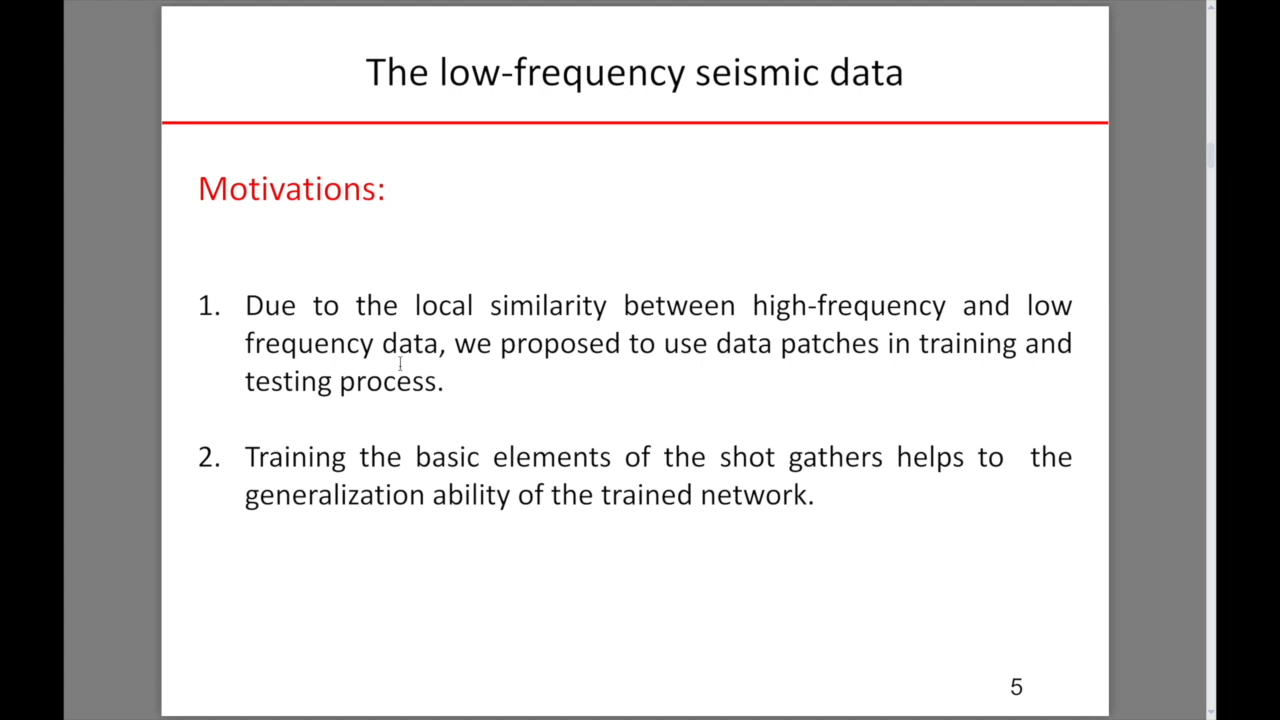 The low-frequency seismic data
Motivations:
1. Due to the local similarity between high-frequency and low
frequency data, we proposed to use data patches in training and
testing process.
2. Training the basic elements of the shot gathers helps to the
generalization ability of the trained network.
5